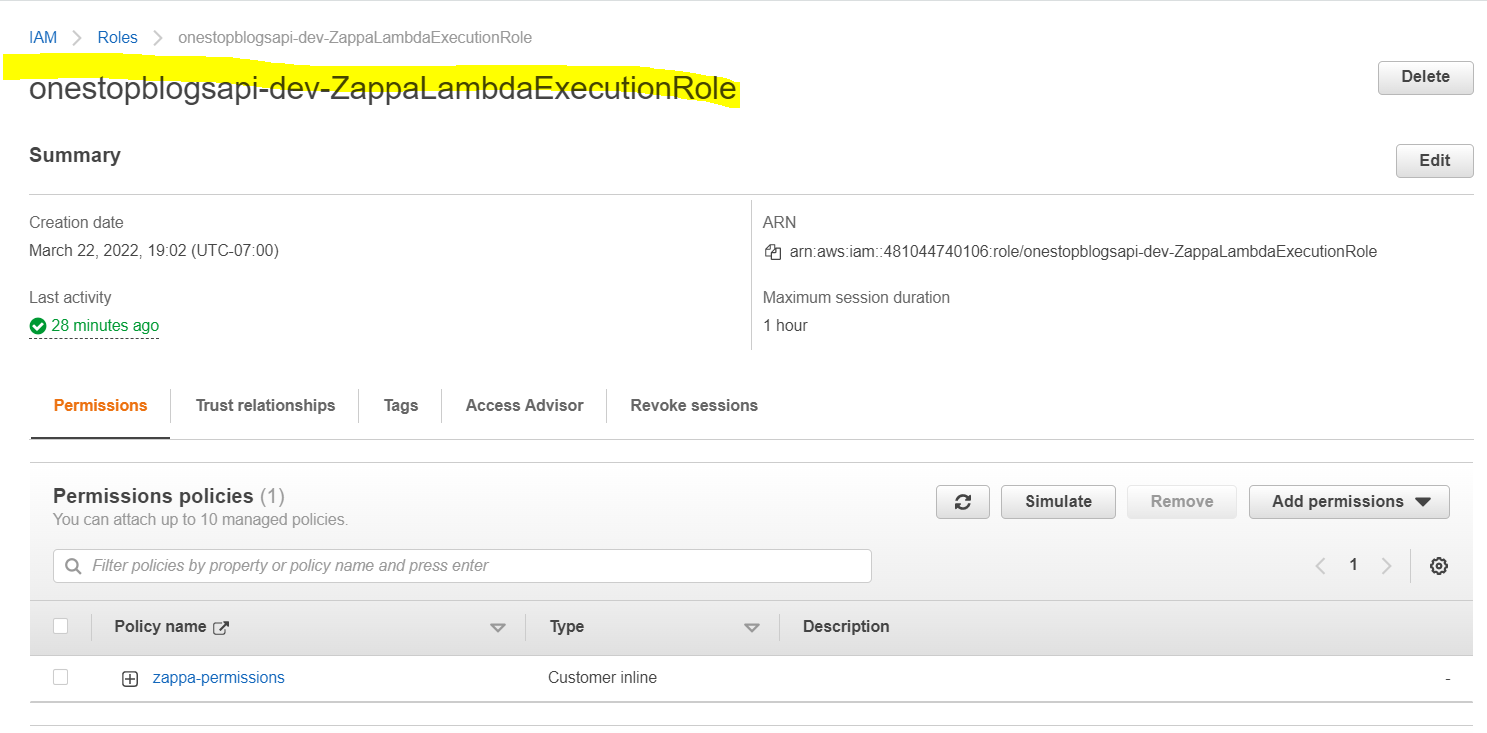 IAM > Roles > onestopblogsapi-dev-ZappaLambdaExecutionRole
onestopblogsapi-dev-ZappaLambdaExecutionRole
Delete
Summary
Edit
Creation date
March 22, 2022, 19:02 (UTC-07:00)
ARN
arn:aws:iam::481044740106:role/onestopblogsapi-dev-ZappaLambdaExecutionRole
Last activity
28 minutes ago
Maximum session duration
1 hour
Permissions Trust relationships Tags Access Advisor Revoke sessions
Permissions policies (1)
You can attach up to 10 managed policies.
Simulate Remove Add permissions
Filter policies by property or policy name and press enter
1
Policy name Type Description
zappa-permissions Customer inline -